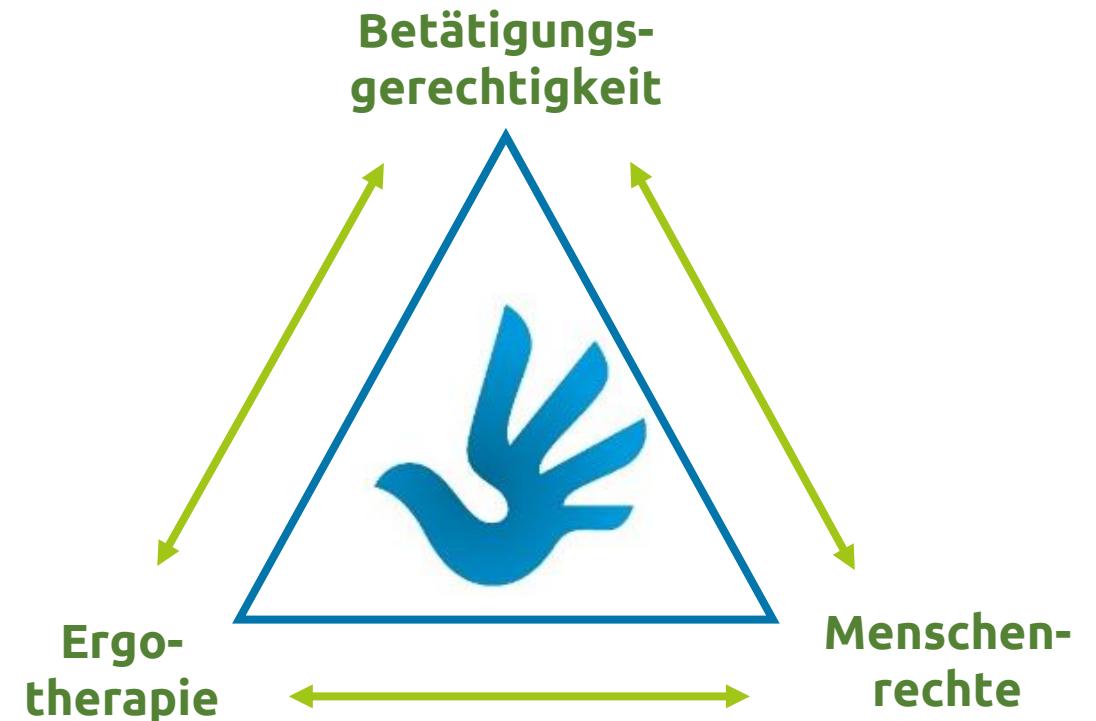 Betätigungs-
gerechtigkeit
Ergo-
therapie
Menschen-
rechte